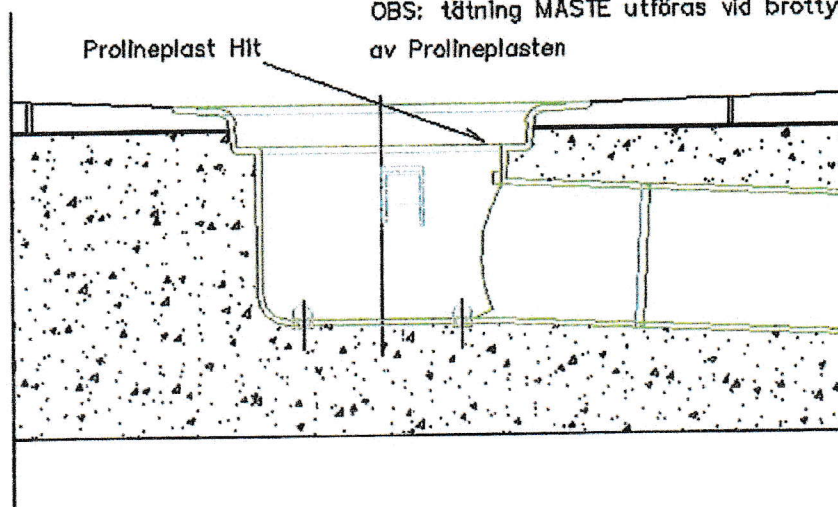 OBS: tätning MÅSTE utföras vid brotty
Prolineplast Hit
av Prolineplasten